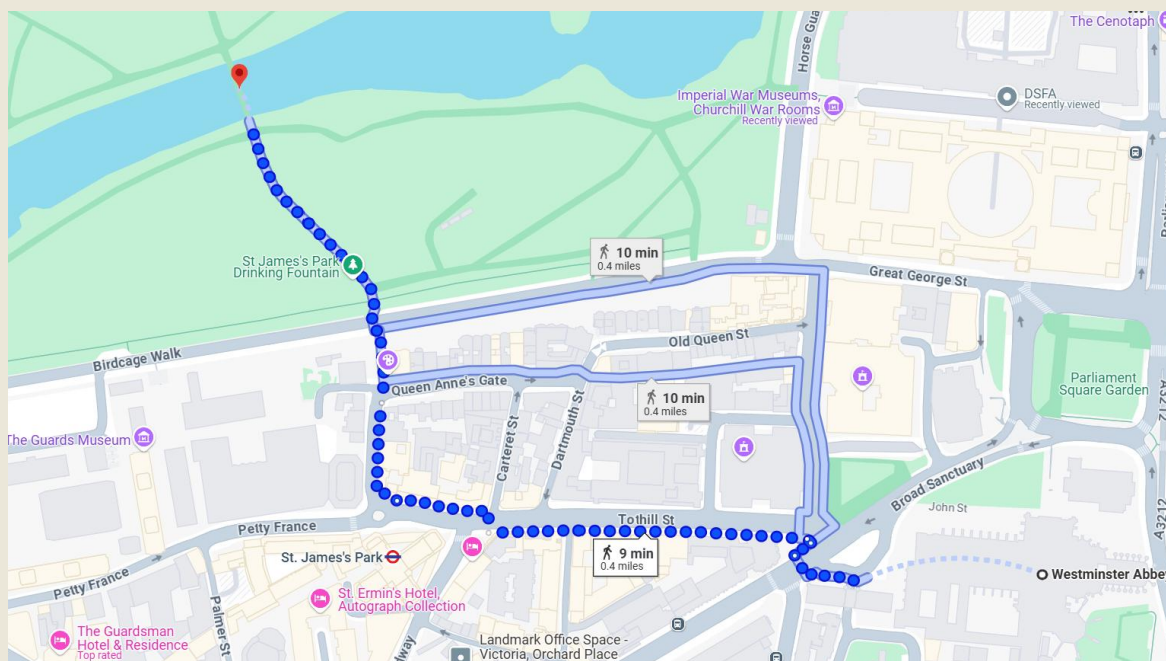 The Cenotaph
Horse Gua
Imperial War Museums,
Churchill War Rooms
Recently viewed
DSFA
Recently viewed
St James's Park
Drinking Fountain
10 min
0.4 miles
Great George St
Birdcage Walk
Old Queen St
Queen Anne's Gate
10 min
0.4 miles
Parliament
Square Garden
A3212
The Guards Museum
Carteret St
Dartmouth St
Broad Sanctuary
John St
Petty France
Tothill St
St. James's Park
9 min
0.4 miles
A3212
Westminster Abbey
Petty France
Palmer St
St. Ermin's Hotel,
Autograph Collection
The Guardsman
Hotel & Residence
Top rated
Landmark Office Space -
Victoria, Orchard Place